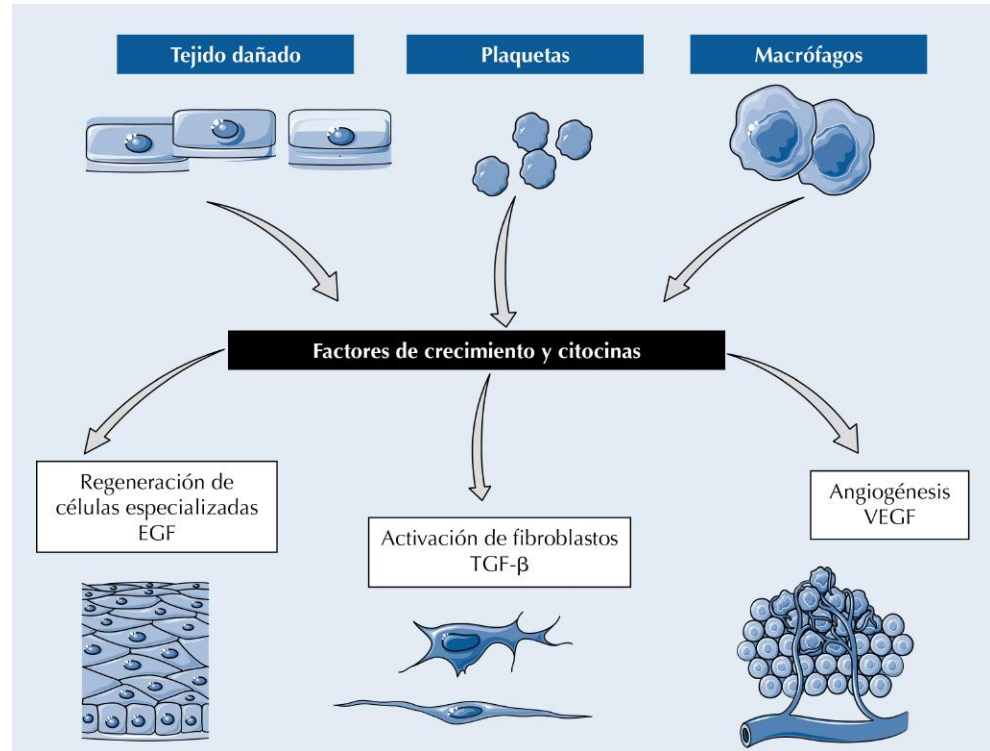 Tejido dañado
Plaquetas
Macrófagos
Factores de crecimiento y citocinas
Regeneración de
células especializadas
EGF
Activación de fibroblastos
TGF-β
Angiogénesis
VEGF